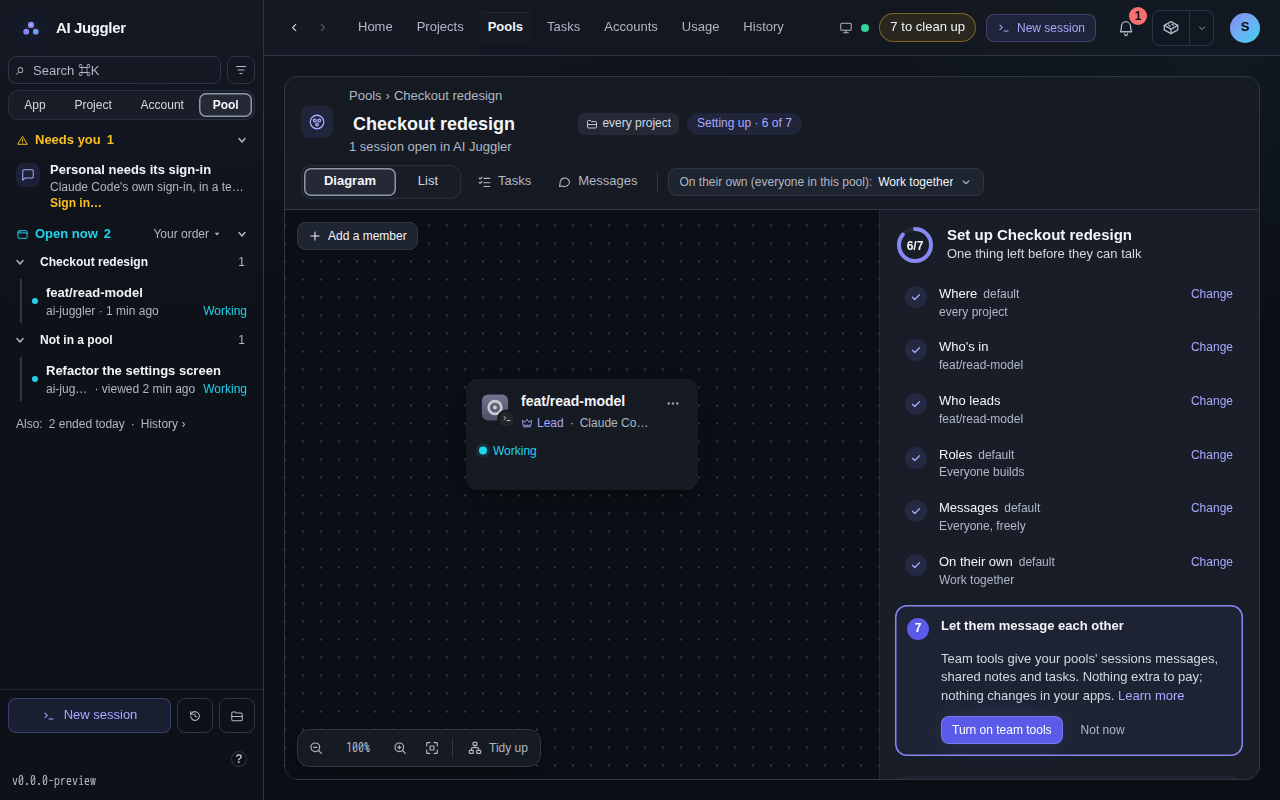 AI Juggler
Search ⌘K
App Project Account Pool
Needs you 1
Personal needs its sign-in
Claude Code's own sign-in, in a te…
Sign in…
Open now 2 Your order
Checkout redesign 1
feat/read-model
ai-juggler · 1 min ago Working
Not in a pool 1
Refactor the settings screen
ai-jug… · viewed 2 min ago Working
Also: 2 ended today · History ›
New session
?
v0.0.0-preview
Home Projects Pools Tasks Accounts Usage History
7 to clean up
New session
1
S
Pools › Checkout redesign
Checkout redesign
every project
Setting up · 6 of 7
1 session open in AI Juggler
Diagram List Tasks Messages
On their own (everyone in this pool): Work together
Add a member
feat/read-model
Lead · Claude Co…
Working
100%
Tidy up
6/7
Set up Checkout redesign
One thing left before they can talk
Where default Change
every project
Who's in Change
feat/read-model
Who leads Change
feat/read-model
Roles default Change
Everyone builds
Messages default Change
Everyone, freely
On their own default Change
Work together
7 Let them message each other
Team tools give your pools' sessions messages,
shared notes and tasks. Nothing extra to pay;
nothing changes in your apps. Learn more
Turn on team tools Not now